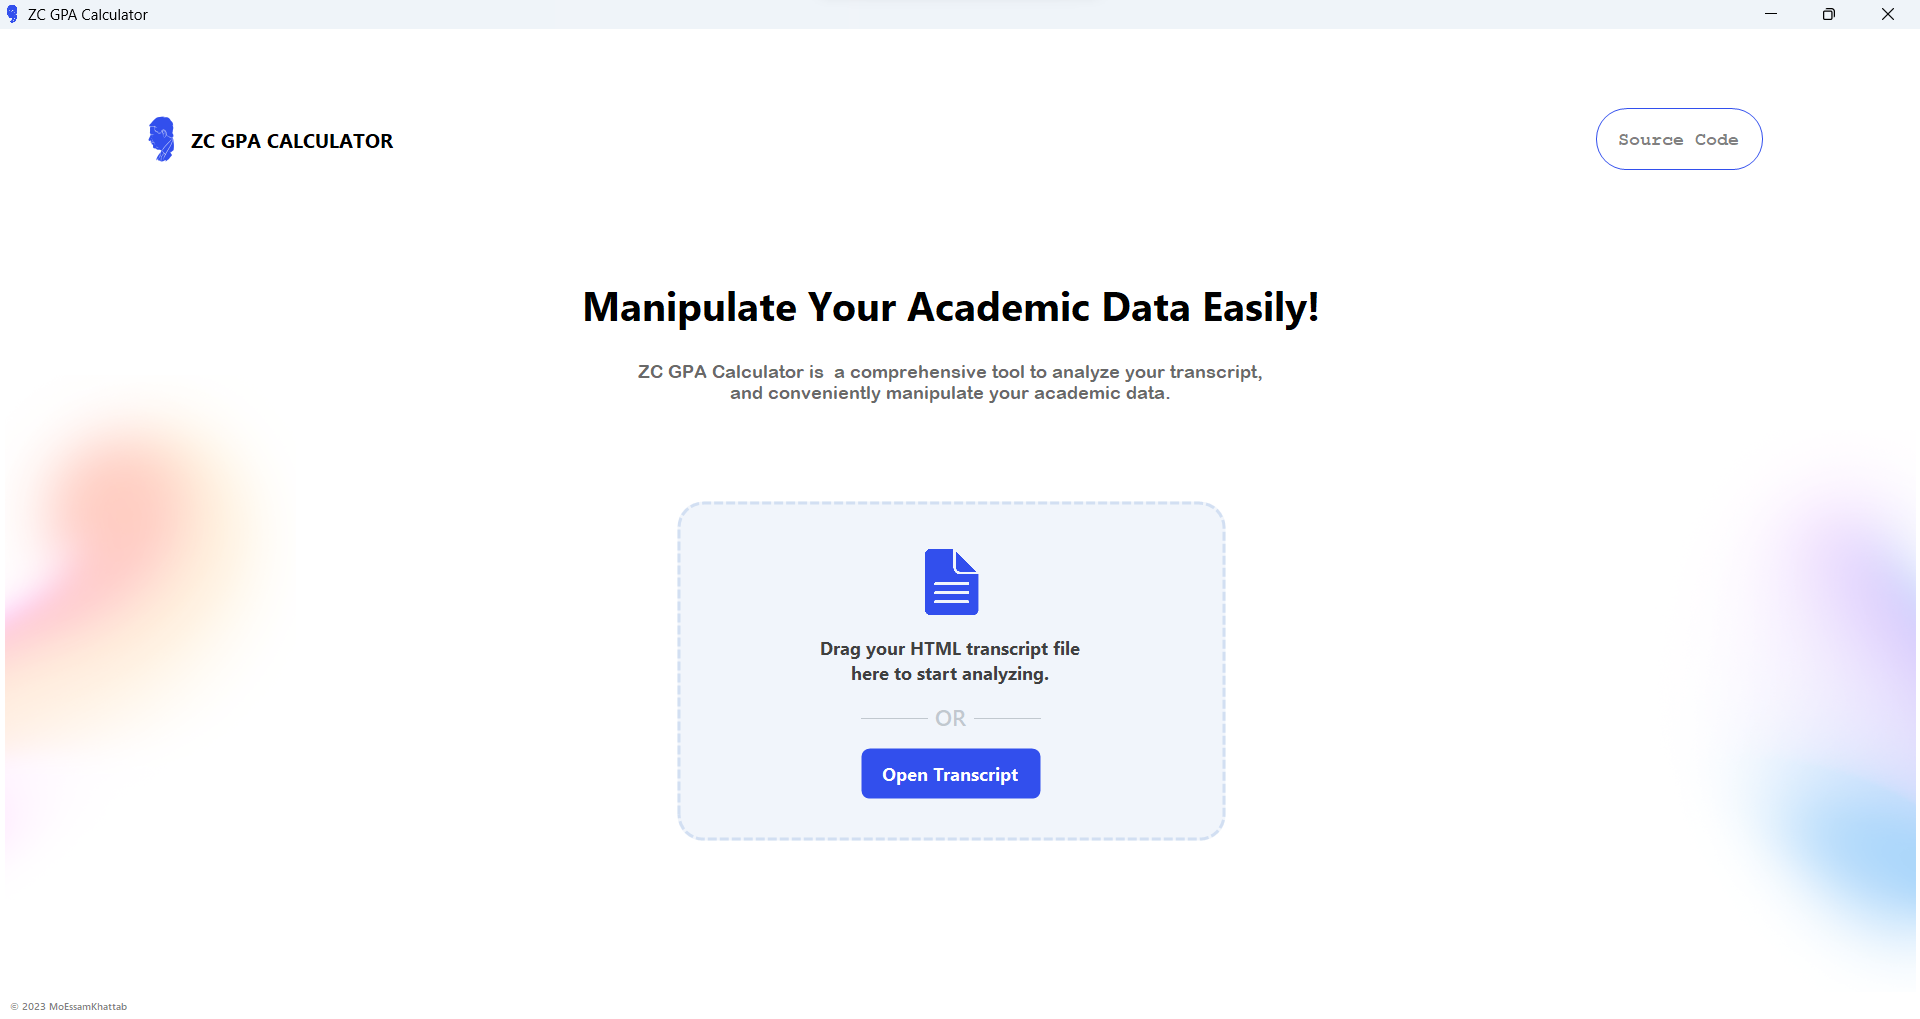 ZC GPA Calculator
ZC GPA CALCULATOR
Source Code
Manipulate Your Academic Data Easily!
ZC GPA Calculator is  a comprehensive tool to analyze your transcript,
and conveniently manipulate your academic data.
Drag your HTML transcript file
here to start analyzing.
OR
Open Transcript
© 2023 MoEssamKhattab